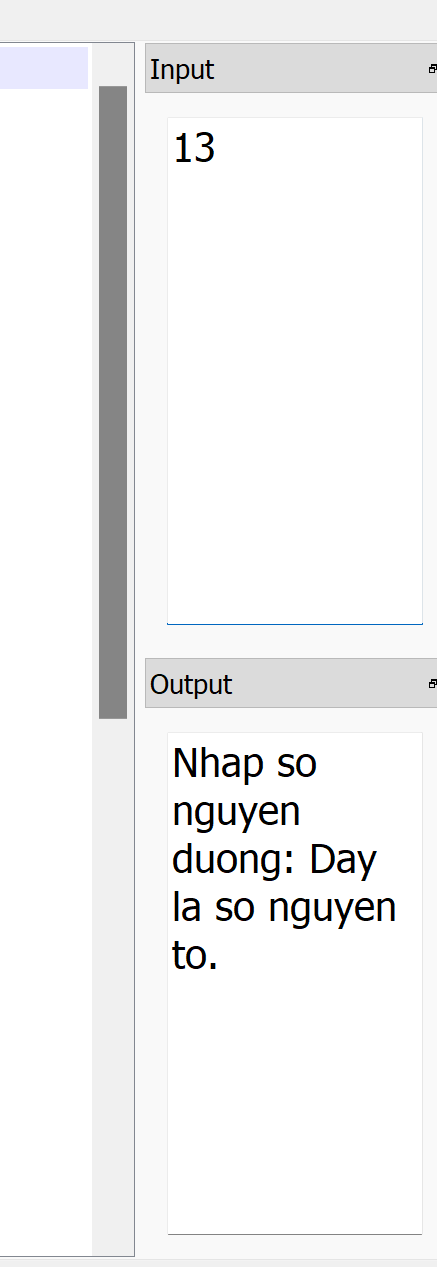 Input
13
Output
Nhap so
nguyen
duong: Day
la so nguyen
to.